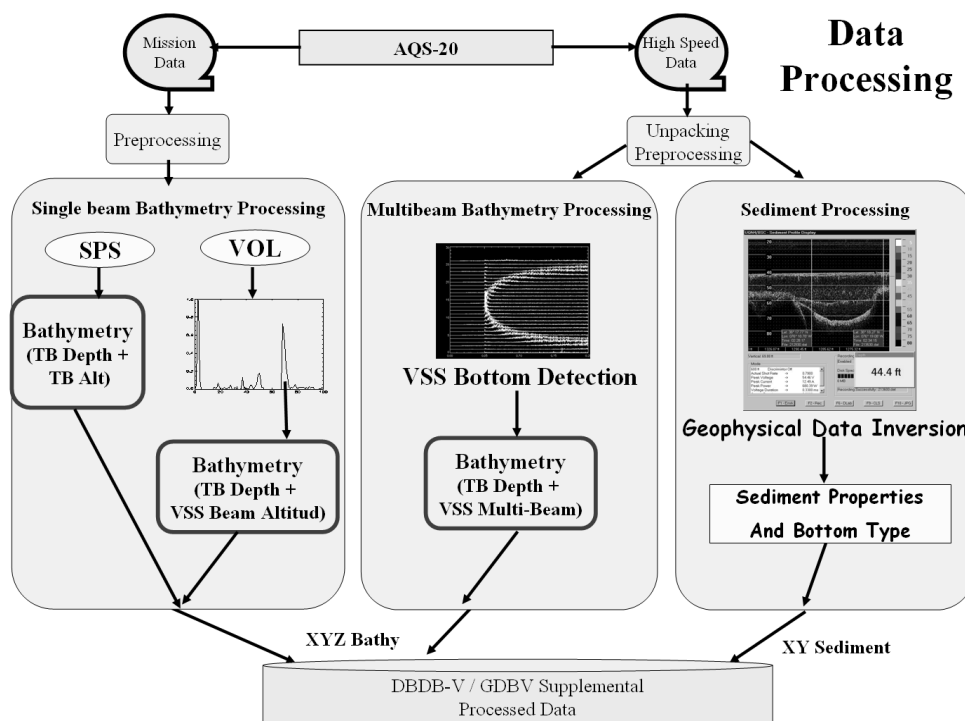 Data
Processing
Mission
Data
AQS-20
High Speed
Data
Preprocessing
Unpacking
Preprocessing
Single beam Bathymetry Processing
SPS
VOL
Bathymetry
(TB Depth +
TB Alt)
Bathymetry
(TB Depth +
VSS Beam Altitud)
Multibeam Bathymetry Processing
VSS Bottom Detection
Bathymetry
(TB Depth +
VSS Multi-Beam)
Sediment Processing
Sediment Profile Display
44.4 ft
Geophysical Data Inversion
Sediment Properties
And Bottom Type
XYZ Bathy
XY Sediment
DBDB-V / GDBV Supplemental
Processed Data